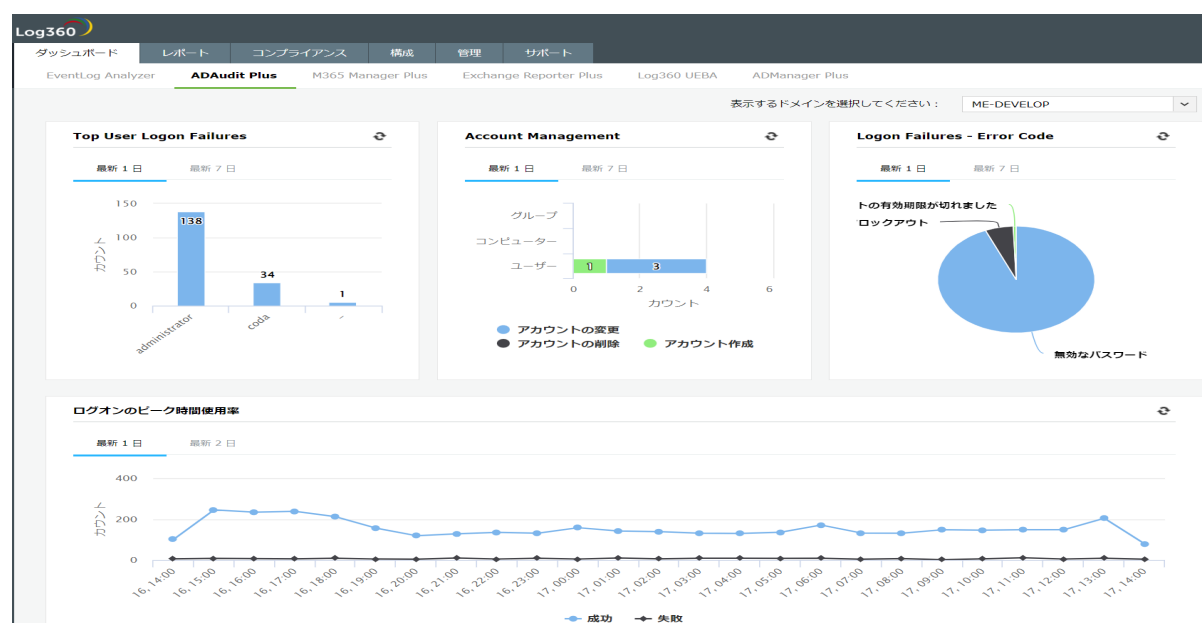 Log360
ダッシュボード レポート コンプライアンス 構成 管理 サポート
EventLog Analyzer ADAudit Plus M365 Manager Plus Exchange Reporter Plus Log360 UEBA ADManager Plus
表示するドメインを選択してください： ME-DEVELOP
Top User Logon Failures
最新 1 日 最新 7 日
150
100
50
0
カウント
138
34
1
administrator
coda
-
Account Management
最新 1 日 最新 7 日
グループ
コンピューター
ユーザー
1 3
0 2 4 6
カウント
アカウントの変更
アカウントの削除 アカウント作成
Logon Failures - Error Code
最新 1 日 最新 7 日
トの有効期限が切れました
ロックアウト
無効なパスワード
ログオンのピーク時間使用率
最新 1 日 最新 2 日
400
200
0
カウント
16, 14:00 16, 15:00 16, 16:00 16, 17:00 16, 18:00 16, 19:00 16, 20:00 16, 21:00 16, 22:00 16, 23:00 17, 00:00 17, 01:00 17, 02:00 17, 03:00 17, 04:00 17, 05:00 17, 06:00 17, 07:00 17, 08:00 17, 09:00 17, 10:00 17, 11:00 17, 12:00 17, 13:00 17, 14:00
成功 失敗